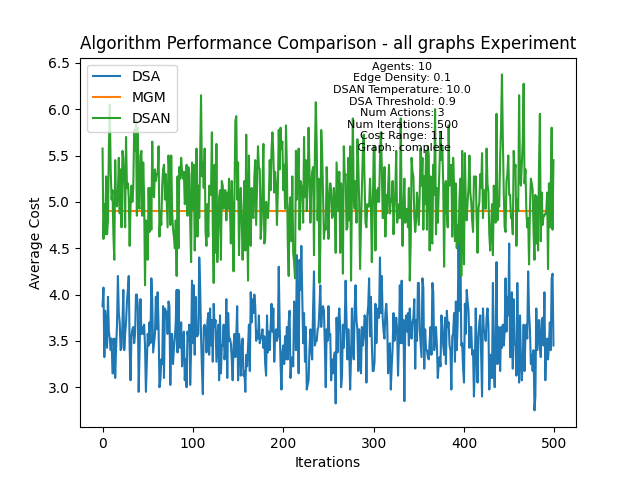 Algorithm Performance Comparison - all graphs Experiment
DSA
MGM
DSAN
Agents: 10
Edge Density: 0.1
DSAN Temperature: 10.0
DSA Threshold: 0.9
Num Actions: 3
Num Iterations: 500
Cost Range: 11
Graph: complete
Average Cost
6.5
6.0
5.5
5.0
4.5
4.0
3.5
3.0
0 100 200 300 400 500
Iterations